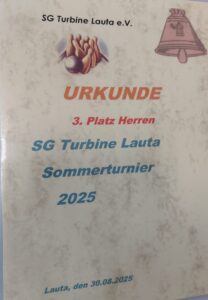 SG Turbine Lauta e.V.
URKUNDE
3. Platz Herren
SG Turbine Lauta
Sommerturnier
2025
Lauta, den 30.08.2025